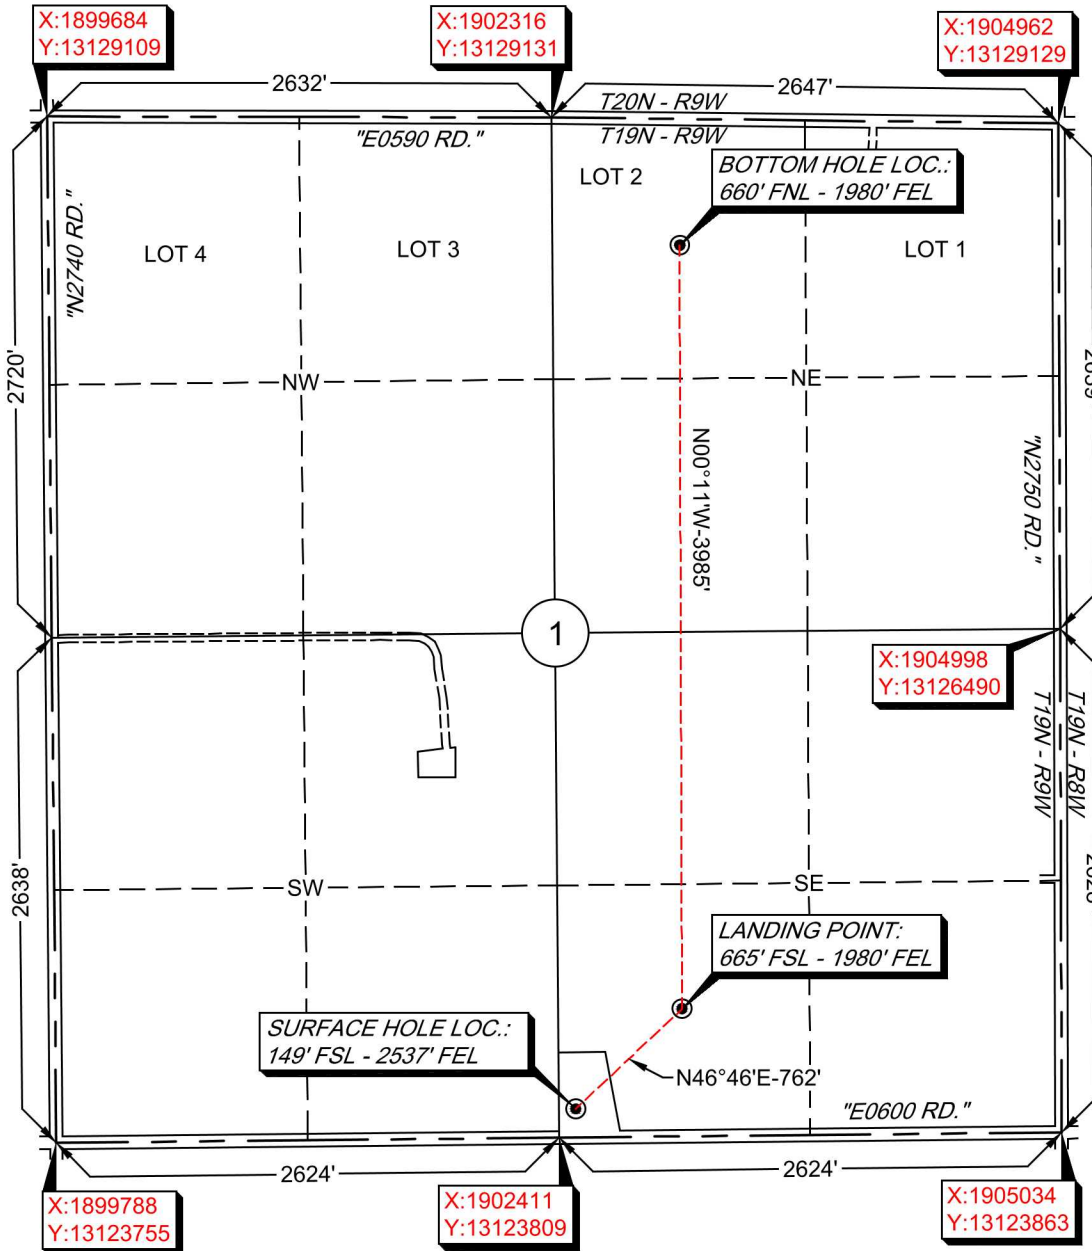 X:1899684
Y:13129109
X:1902316
Y:13129131
X:1904962
Y:13129129
2632'
2647'
T20N - R9W
T19N - R9W
"E0590 RD."
BOTTOM HOLE LOC.:
660' FNL - 1980' FEL
LOT 2
"N2740 RD."
LOT 4
LOT 3
LOT 1
2720'
NW
NE
N00°11'W-3985'
"N2750 RD."
1
X:1904998
Y:13126490
T19N - R9W
T19N - R8W
2638'
SW
SE
LANDING POINT:
665' FSL - 1980' FEL
SURFACE HOLE LOC.:
149' FSL - 2537' FEL
N46°46'E-762'
"E0600 RD."
2624'
2624'
X:1899788
Y:13123755
X:1902411
Y:13123809
X:1905034
Y:13123863